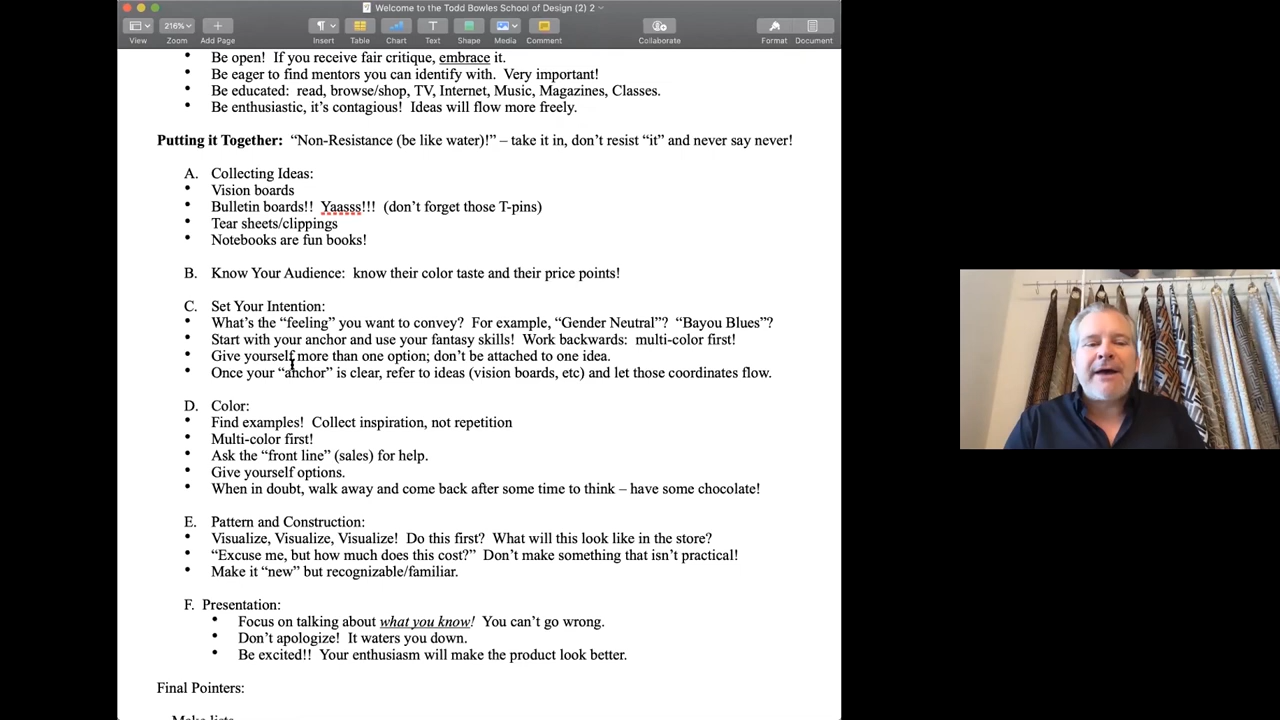 Welcome to the Todd Bowles School of Design (2) 2
216%
View
Zoom
Add Page
Insert
Table
Chart
Text
Shape
Media
Comment
Collaborate
Format
Document
• Be open! If you receive fair critique, embrace it.
• Be eager to find mentors you can identify with. Very important!
• Be educated: read, browse/shop, TV, Internet, Music, Magazines, Classes.
• Be enthusiastic, it’s contagious! Ideas will flow more freely.
Putting it Together: “Non-Resistance (be like water)!” – take it in, don’t resist “it” and never say never!
A. Collecting Ideas:
• Vision boards
• Bulletin boards!! Yaasss!!! (don’t forget those T-pins)
• Tear sheets/clippings
• Notebooks are fun books!
B. Know Your Audience: know their color taste and their price points!
C. Set Your Intention:
• What’s the “feeling” you want to convey? For example, “Gender Neutral”? “Bayou Blues”?
• Start with your anchor and use your fantasy skills! Work backwards: multi-color first!
• Give yourself more than one option; don’t be attached to one idea.
• Once your “anchor” is clear, refer to ideas (vision boards, etc) and let those coordinates flow.
D. Color:
• Find examples! Collect inspiration, not repetition
• Multi-color first!
• Ask the “front line” (sales) for help.
• Give yourself options.
• When in doubt, walk away and come back after some time to think – have some chocolate!
E. Pattern and Construction:
• Visualize, Visualize, Visualize! Do this first? What will this look like in the store?
• “Excuse me, but how much does this cost?” Don’t make something that isn’t practical!
• Make it “new” but recognizable/familiar.
F. Presentation:
• Focus on talking about what you know! You can’t go wrong.
• Don’t apologize! It waters you down.
• Be excited!! Your enthusiasm will make the product look better.
Final Pointers:
Make lists